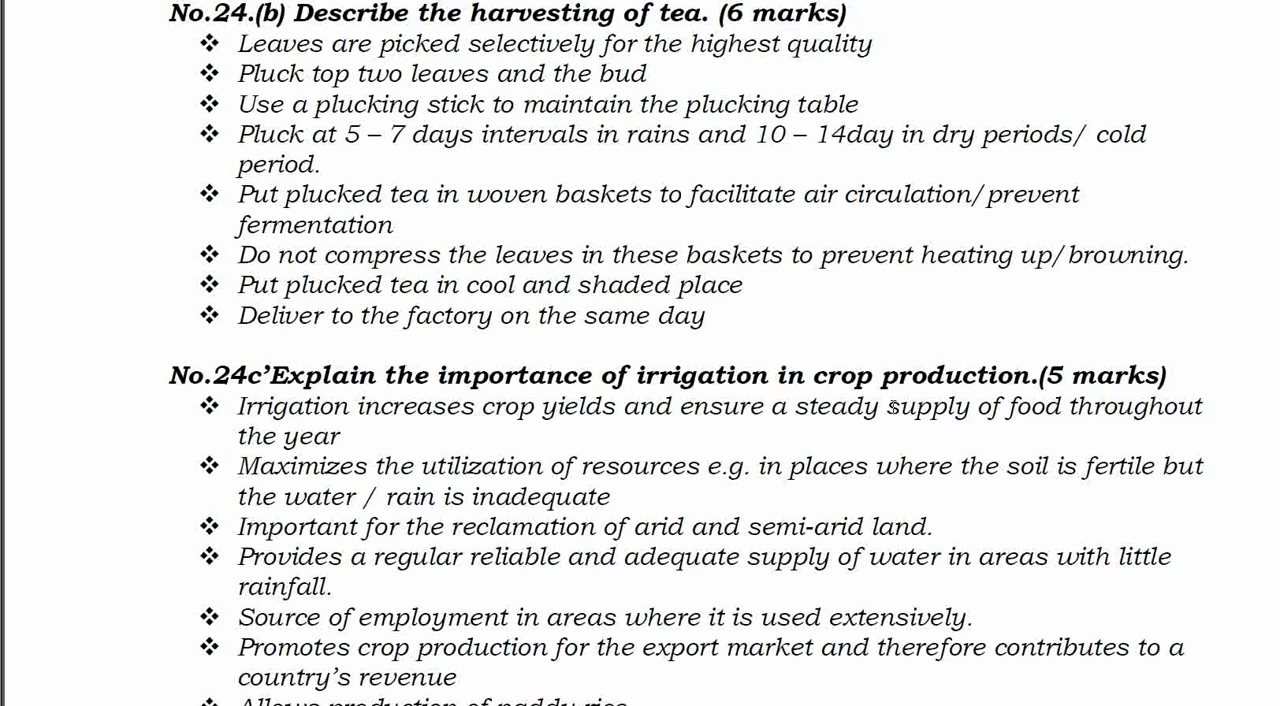 No.24.(b) Describe the harvesting of tea. (6 marks)
❖ Leaves are picked selectively for the highest quality
❖ Pluck top two leaves and the bud
❖ Use a plucking stick to maintain the plucking table
❖ Pluck at 5 – 7 days intervals in rains and 10 – 14day in dry periods/ cold
period.
❖ Put plucked tea in woven baskets to facilitate air circulation/prevent
fermentation
❖ Do not compress the leaves in these baskets to prevent heating up/browning.
❖ Put plucked tea in cool and shaded place
❖ Deliver to the factory on the same day
No.24c’Explain the importance of irrigation in crop production.(5 marks)
❖ Irrigation increases crop yields and ensure a steady supply of food throughout
the year
❖ Maximizes the utilization of resources e.g. in places where the soil is fertile but
the water / rain is inadequate
❖ Important for the reclamation of arid and semi-arid land.
❖ Provides a regular reliable and adequate supply of water in areas with little
rainfall.
❖ Source of employment in areas where it is used extensively.
❖ Promotes crop production for the export market and therefore contributes to a
country’s revenue
❖ Allows production of paddy rice